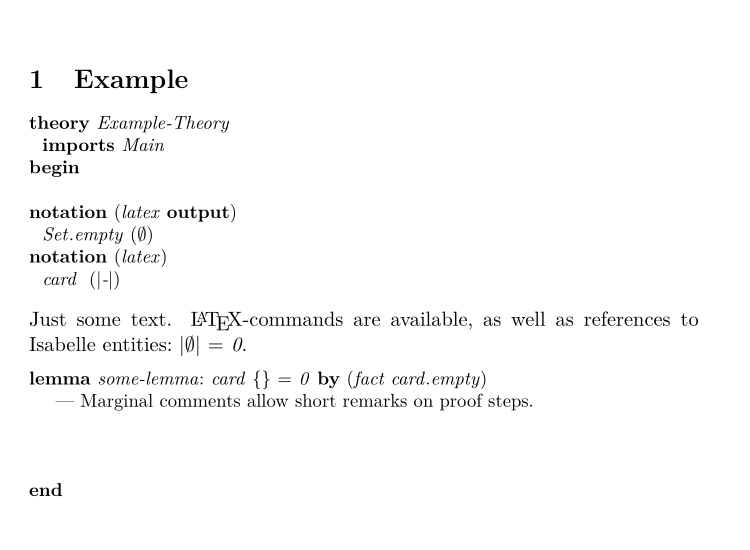 1 Example
theory Example-Theory
imports Main
begin
notation (latex output)
Set.empty (∅)
notation (latex)
card (|-|)
Just some text. LATEX-commands are available, as well as references to
Isabelle entities: |∅| = 0.
lemma some-lemma: card {} = 0 by (fact card.empty)
— Marginal comments allow short remarks on proof steps.
end